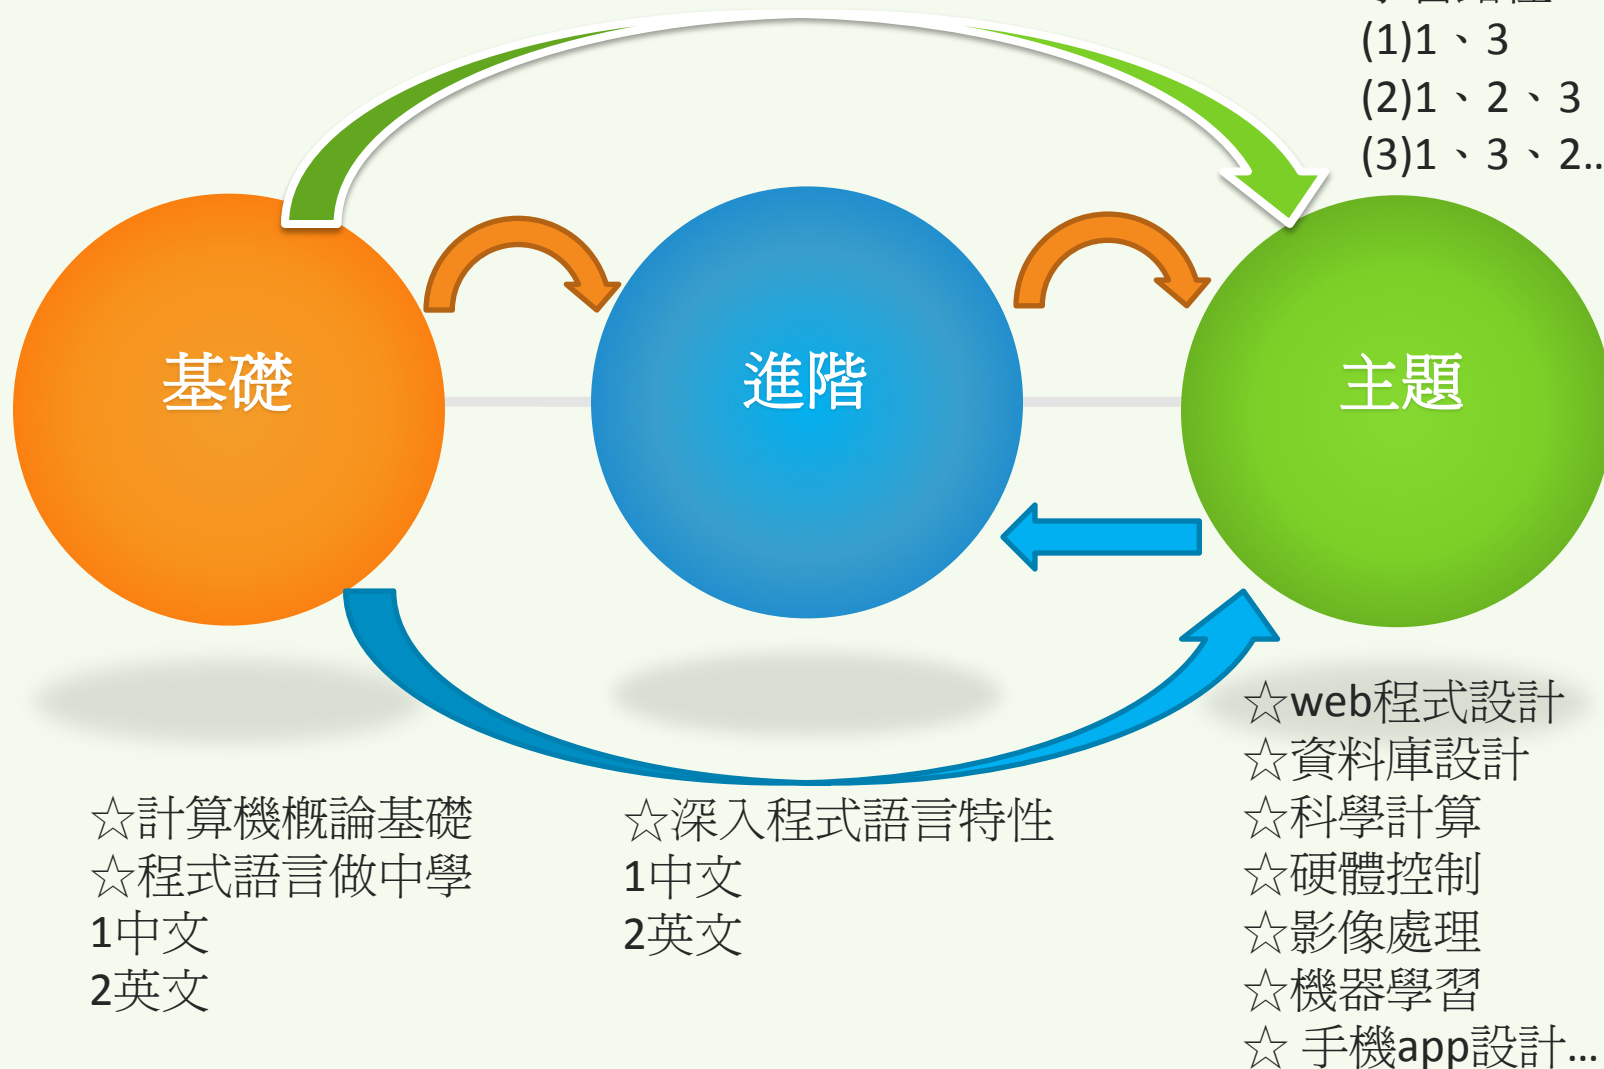 (1)1、3
(2)1、2、3
(3)1、3、2...
基礎
進階
主題
☆計算機概論基礎
☆程式語言做中學
1中文
2英文
☆深入程式語言特性
1中文
2英文
☆web程式設計
☆資料庫設計
☆科學計算
☆硬體控制
☆影像處理
☆機器學習
☆ 手機app設計...